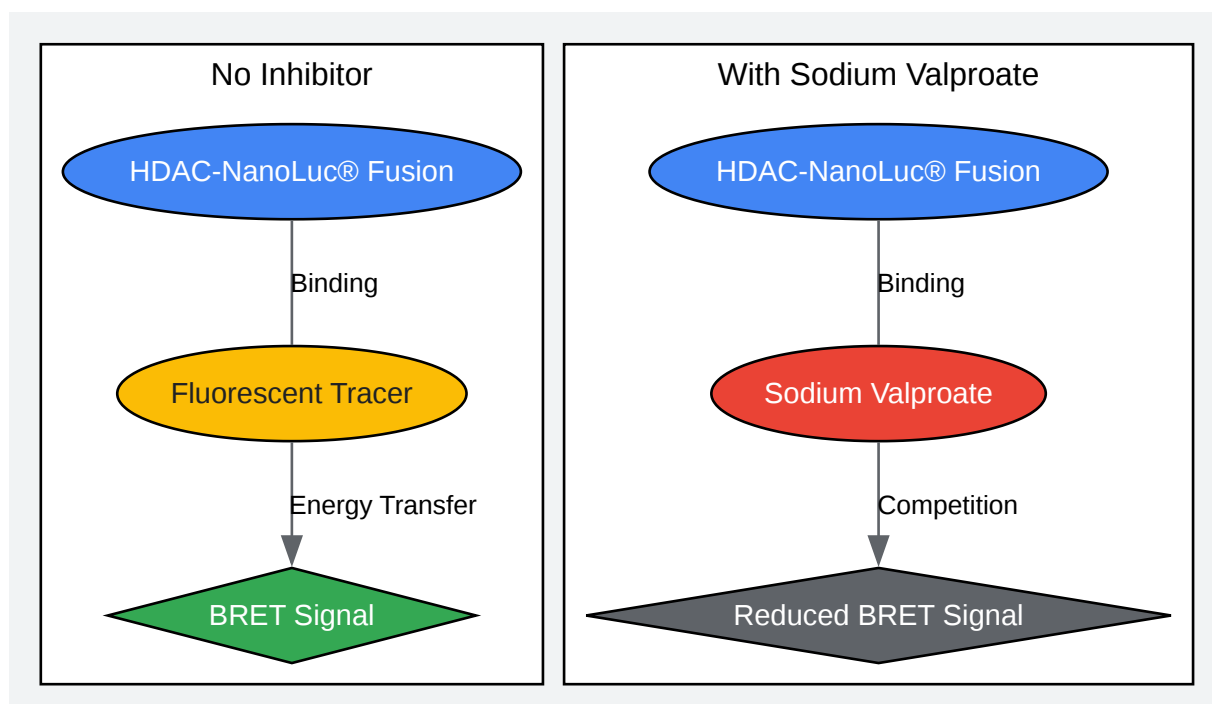 No Inhibitor
HDAC-NanoLuc® Fusion
Binding
Fluorescent Tracer
Energy Transfer
BRET Signal
With Sodium Valproate
HDAC-NanoLuc® Fusion
Binding
Sodium Valproate
Competition
Reduced BRET Signal